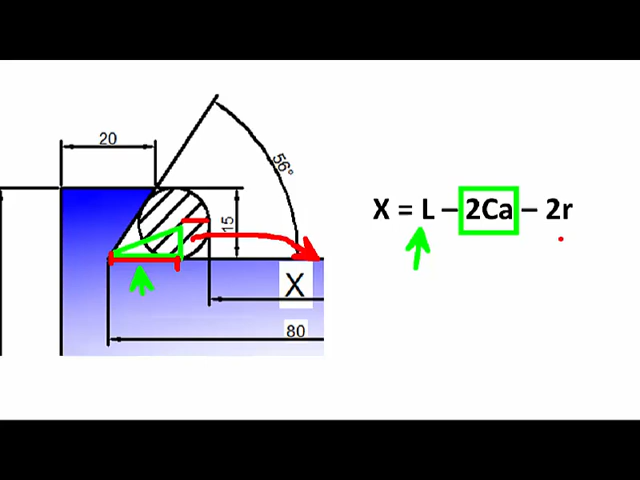 20
56°
15
X = L – 2Ca – 2r
X
80